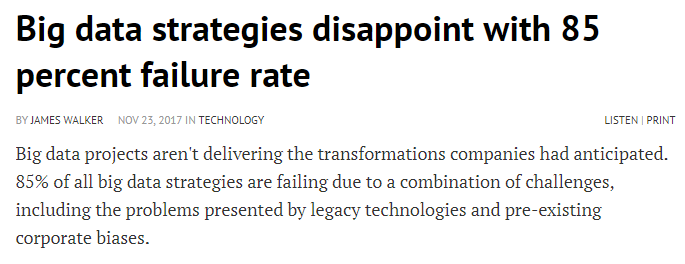 Big data strategies disappoint with 85
percent failure rate
BY JAMES WALKER NOV 23, 2017 IN TECHNOLOGY LISTEN | PRINT
Big data projects aren't delivering the transformations companies had anticipated.
85% of all big data strategies are failing due to a combination of challenges,
including the problems presented by legacy technologies and pre-existing
corporate biases.